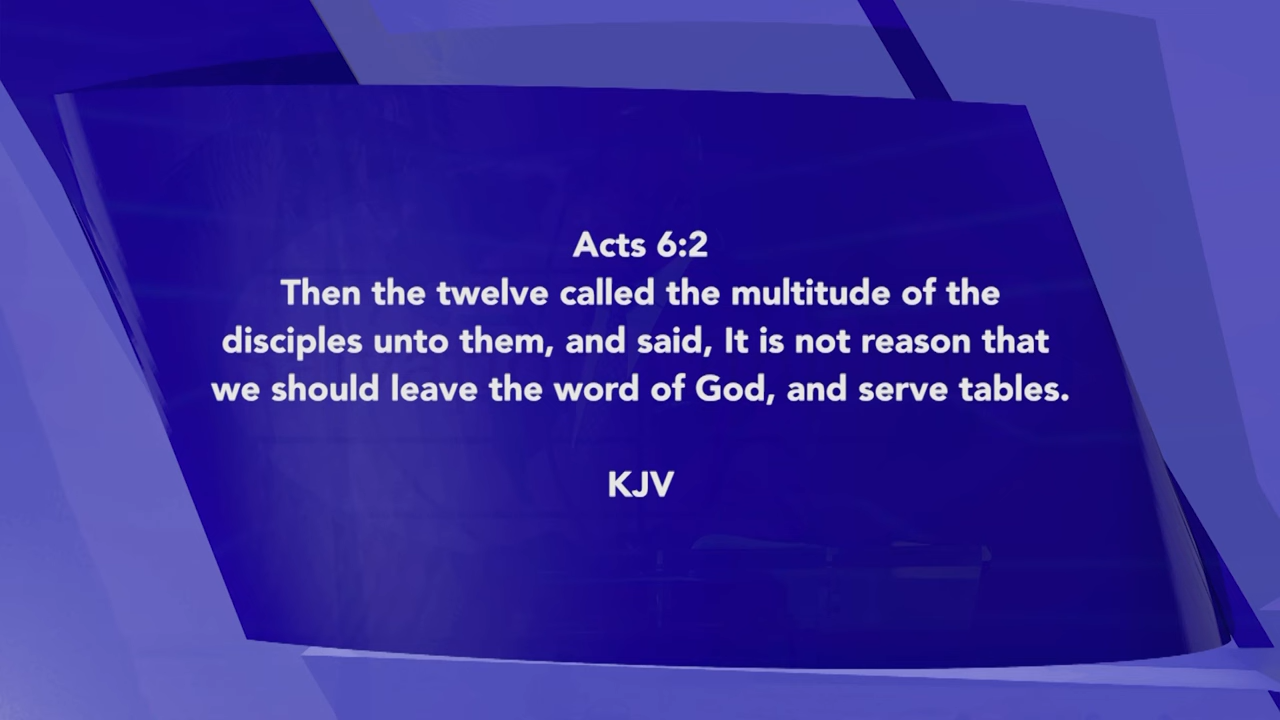 Acts 6:2
Then the twelve called the multitude of the
disciples unto them, and said, It is not reason that
we should leave the word of God, and serve tables.
KJV